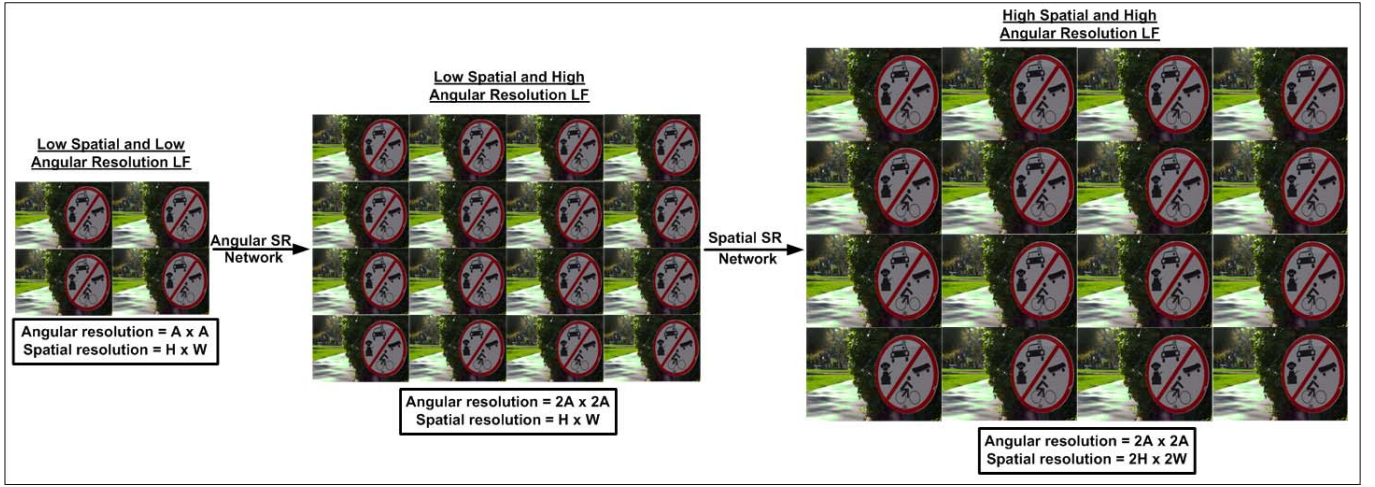 Low Spatial and Low
Angular Resolution LF
Angular resolution = A x A
Spatial resolution = H x W
Angular SR
Network
Low Spatial and High
Angular Resolution LF
Angular resolution = 2A x 2A
Spatial resolution = H x W
Spatial SR
Network
High Spatial and High
Angular Resolution LF
Angular resolution = 2A x 2A
Spatial resolution = 2H x 2W